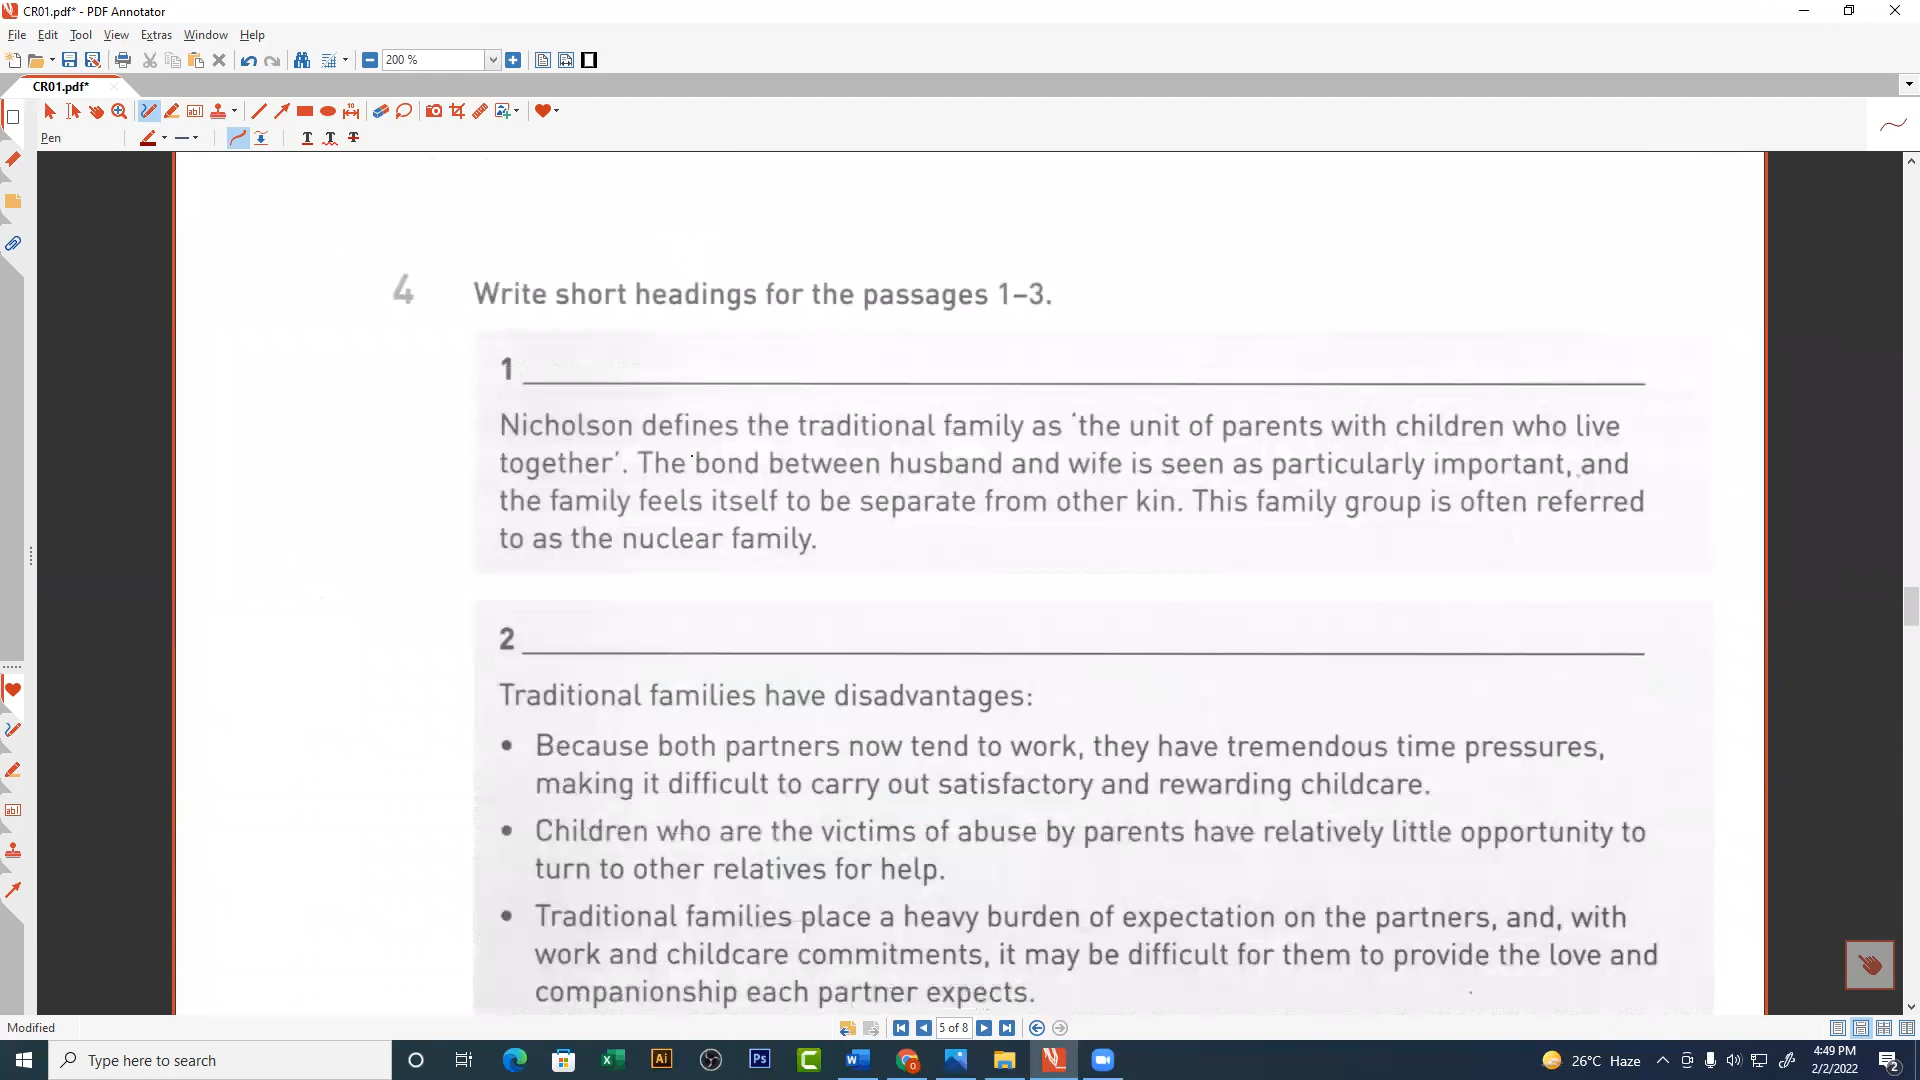 CR01.pdf* - PDF Annotator
File Edit Tool View Extras Window Help
200 %
CR01.pdf*
Pen
4 Write short headings for the passages 1–3.
1
Nicholson defines the traditional family as ‘the unit of parents with children who live
together’. The bond between husband and wife is seen as particularly important, and
the family feels itself to be separate from other kin. This family group is often referred
to as the nuclear family.
2
Traditional families have disadvantages:
• Because both partners now tend to work, they have tremendous time pressures,
making it difficult to carry out satisfactory and rewarding childcare.
• Children who are the victims of abuse by parents have relatively little opportunity to
turn to other relatives for help.
• Traditional families place a heavy burden of expectation on the partners, and, with
work and childcare commitments, it may be difficult for them to provide the love and
companionship each partner expects.
Modified
5 of 8
Type here to search
26°C Haze
4:49 PM
2/2/2022
2